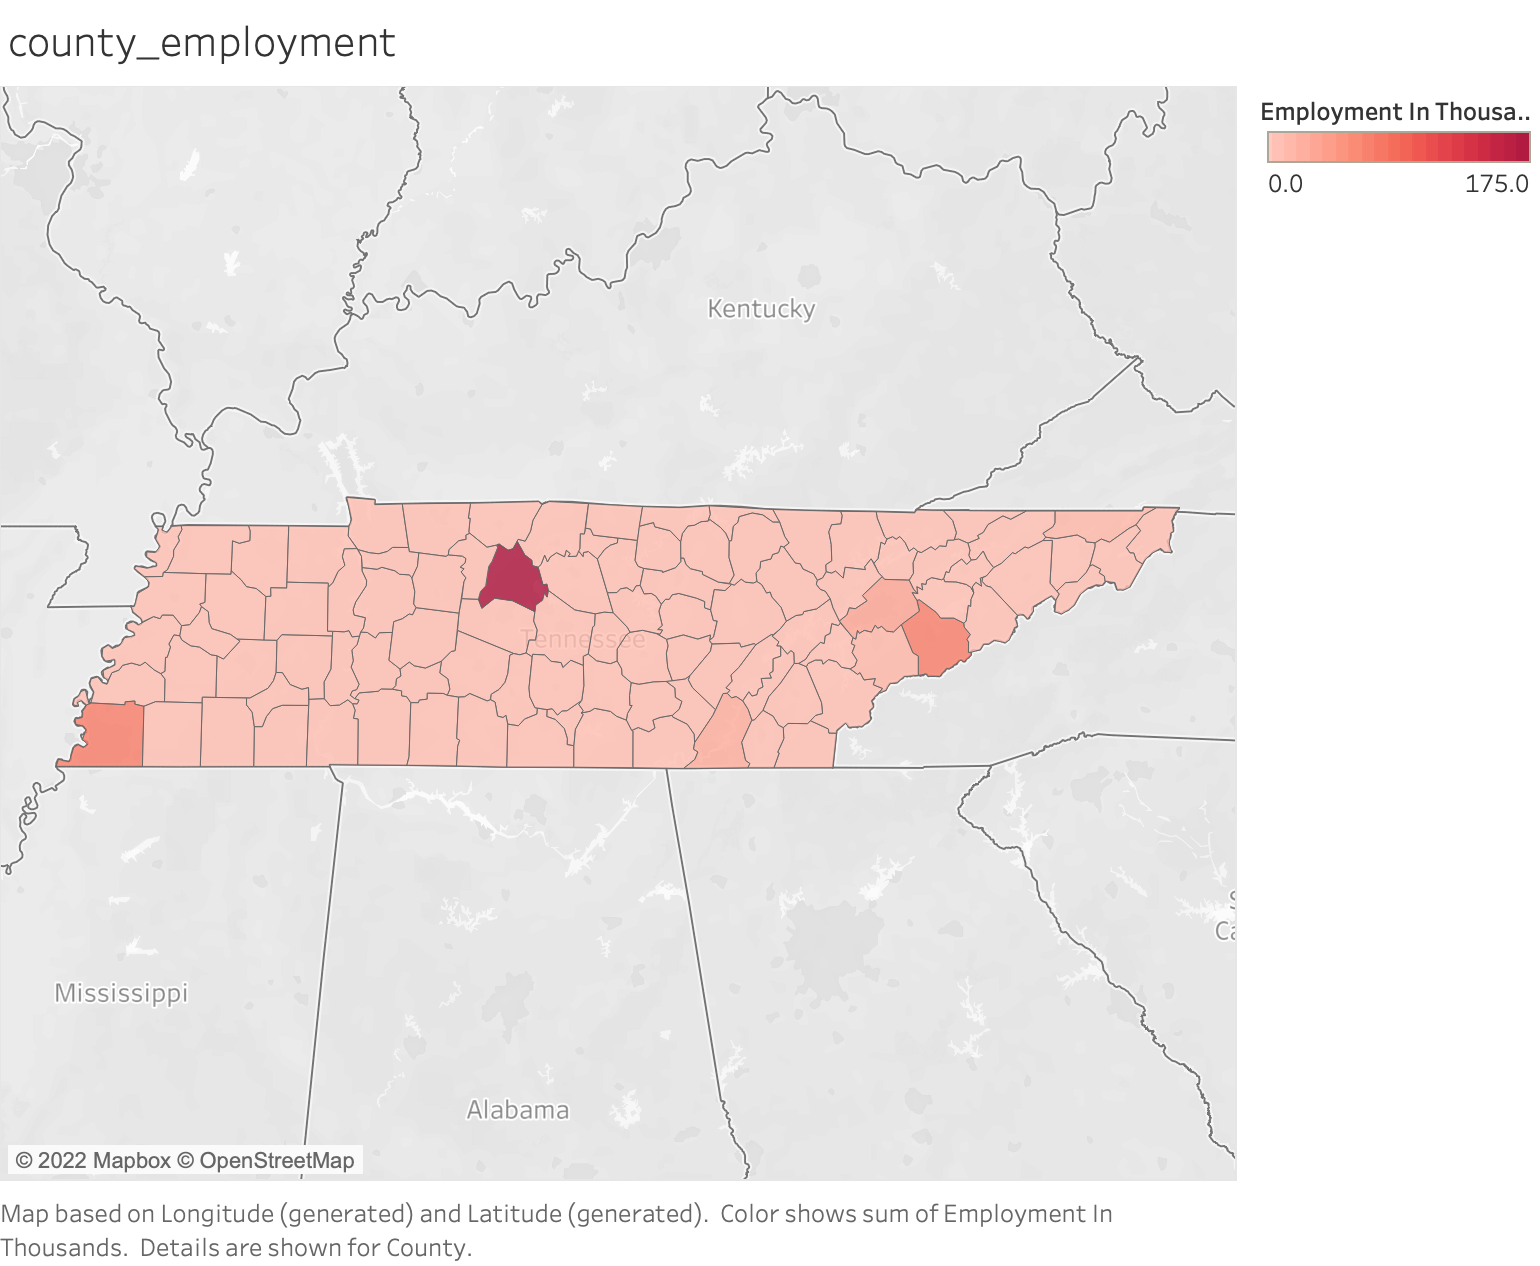 county_employment
Employment In Thousa..
0.0 175.0
Kentucky
Tennessee
Mississippi
Alabama
© 2022 Mapbox © OpenStreetMap
Map based on Longitude (generated) and Latitude (generated).  Color shows sum of Employment In
Thousands.  Details are shown for County.